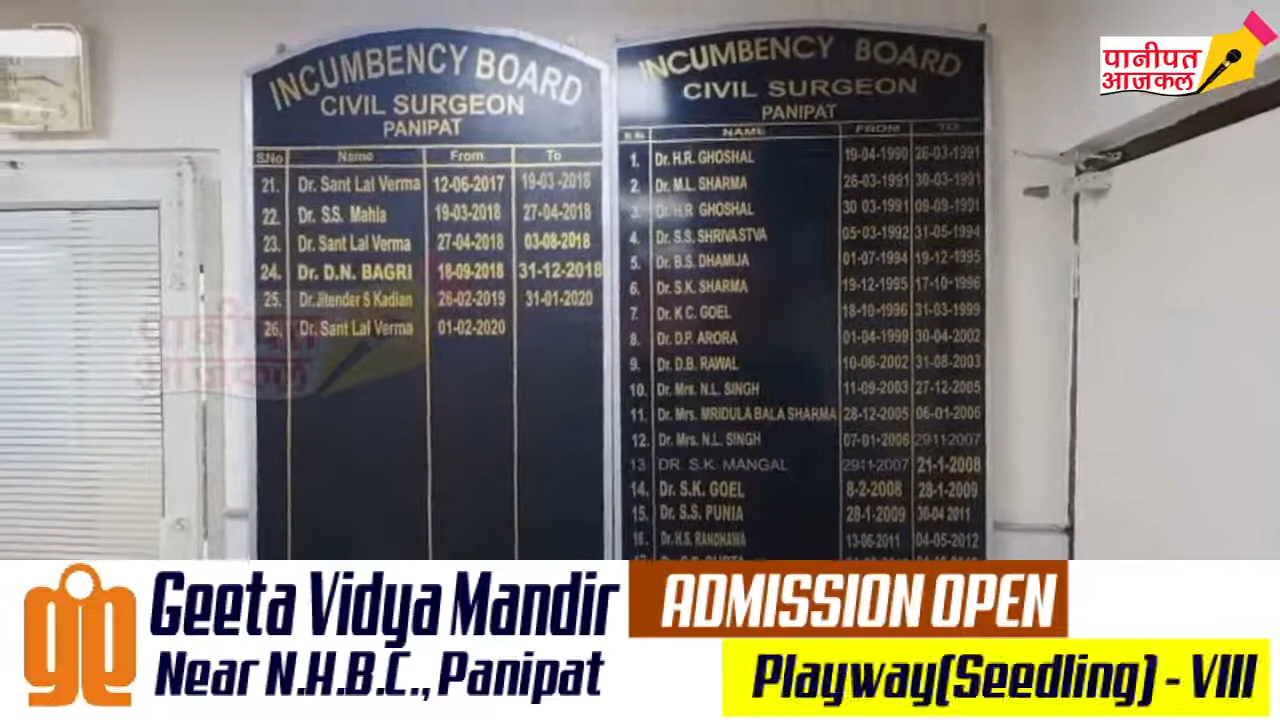 पानीपत
आजकल
INCUMBENCY BOARD
CIVIL SURGEON
PANIPAT
S.No Name From To
21. Dr. Sant Lal Verma 12-06-2017 19-03-2018
22. Dr. S.S. Mahla 19-03-2018 27-04-2018
23. Dr. Sant Lal Verma 27-04-2018 03-08-2018
24. Dr. D.N. BAGRI 18-09-2018 31-12-2018
25. Dr. Jitender S Kadian 26-02-2019 31-01-2020
26. Dr. Sant Lal Verma 01-02-2020
पानीपत
आजकल
INCUMBENCY BOARD
CIVIL SURGEON
PANIPAT
NAME FROM TO
1. Dr. H.R. GHOSHAL 19-04-1990 26-03-1991
2. Dr. M.L. SHARMA 26-03-1991 30-03-1991
3. Dr. H.R GHOSHAL 30 03-1991 09-09-1991
4. Dr. S.S. SHRIVASTVA 05-03-1992 31-05-1994
5. Dr. B.S. DHAMIJA 01-07-1994 19-12-1995
6. Dr. S.K. SHARMA 19-12-1995 17-10-1996
7. Dr. K C. GOEL 18-10-1996 31-03-1999
8. Dr. D.P. ARORA 01-04-1999 30-04-2002
9. Dr. D.B. RAWAL 10-06-2002 31-08-2003
10. Dr. Mrs. N.L. SINGH 11-09-2003 27-12-2005
11. Dr. Mrs. MRIDULA BALA SHARMA 28-12-2005 06-01-2006
12. Dr. Mrs. N.L. SINGH 07-01-2006 29112007
13 DR. S.K. MANGAL 2911-2007 21-1-2008
14. Dr. S.K. GOEL 8-2-2008 28-1-2009
15. Dr. S.S. PUNIA 28-1-2009 30-04 2011
16. Dr. H.S. RANDHAWA 13-06-2011 04-05-2012
Geeta Vidya Mandir
Near N.H.B.C., Panipat
ADMISSION OPEN
Playway(Seedling) - VIII